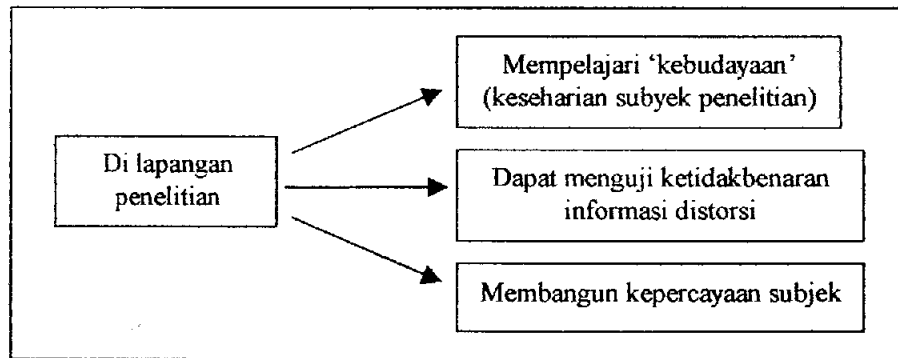 Mempelajari ‘kebudayaan’
(keseharian subyek penelitian)
Di lapangan
penelitian
Dapat menguji ketidakbenaran
informasi distorsi
Membangun kepercayaan subjek